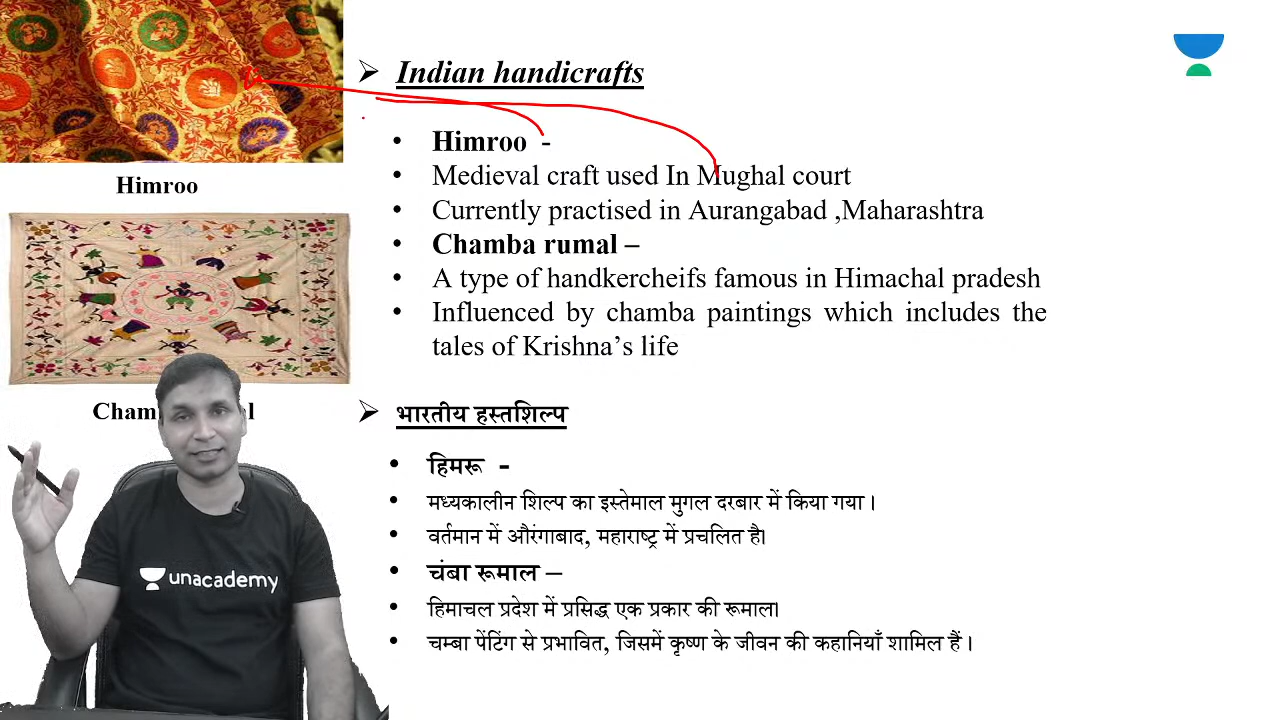 Indian handicrafts
Himroo -
Himroo
Medieval craft used In Mughal court
Currently practised in Aurangabad ,Maharashtra
Chamba rumal –
A type of handkercheifs famous in Himachal pradesh
Influenced by chamba paintings which includes the
tales of Krishna’s life
भारतीय हस्तशिल्प
हिमरू -
मध्यकालीन शिल्प का इस्तेमाल मुगल दरबार में किया गया।
वर्तमान में औरंगाबाद, महाराष्ट्र में प्रचलित है।
चंबा रूमाल –
हिमाचल प्रदेश में प्रसिद्ध एक प्रकार की रूमाल।
चम्बा पेंटिंग से प्रभावित, जिसमें कृष्ण के जीवन की कहानियाँ शामिल हैं।
unacademy